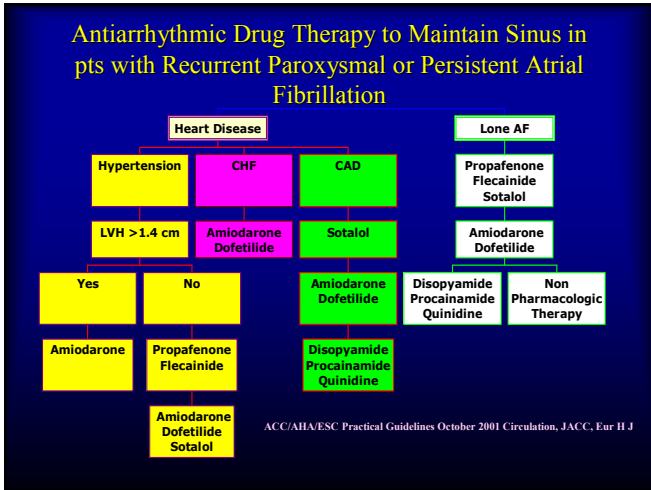 Antiarrhythmic Drug Therapy to Maintain Sinus in
pts with Recurrent Paroxysmal or Persistent Atrial
Fibrillation
Heart Disease
Lone AF
Hypertension
CHF
CAD
Propafenone
Flecainide
Sotalol
LVH >1.4 cm
Amiodarone
Dofetilide
Sotalol
Amiodarone
Dofetilide
Yes
No
Amiodarone
Dofetilide
Disopyamide
Procainamide
Quinidine
Non
Pharmacologic
Therapy
Amiodarone
Propafenone
Flecainide
Disopyamide
Procainamide
Quinidine
Amiodarone
Dofetilide
Sotalol
ACC/AHA/ESC Practical Guidelines October 2001 Circulation, JACC, Eur H J